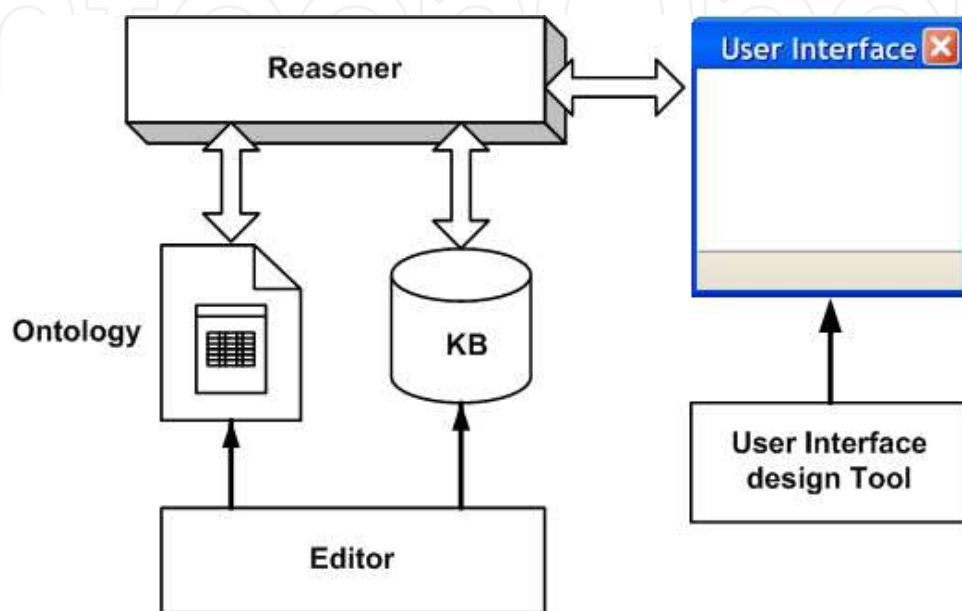 Reasoner
User Interface
Ontology
KB
User Interface
design Tool
Editor